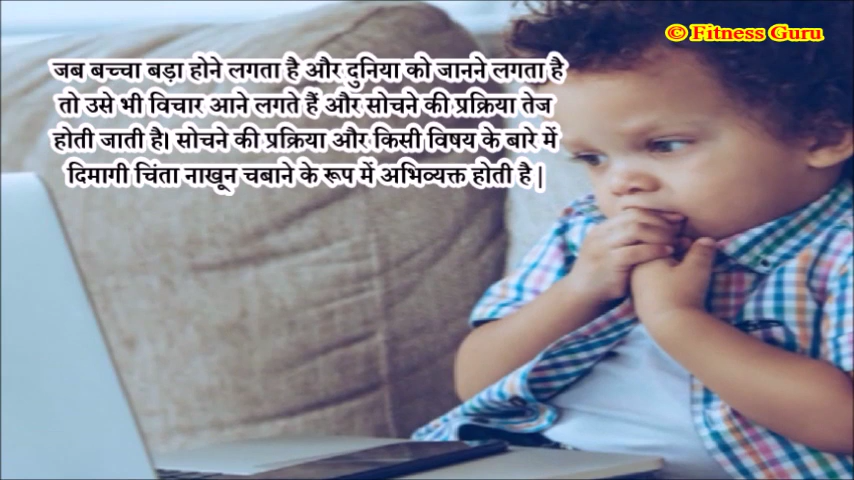 © Fitness Guru
जब बच्चा बड़ा होने लगता है और दुनिया को जानने लगता है
तो उसे भी विचार आने लगते हैं और सोचने की प्रक्रिया तेज
होती जाती है। सोचने की प्रक्रिया और किसी विषय के बारे में
दिमागी चिंता नाखून चबाने के रूप में अभिव्यक्त होती है |